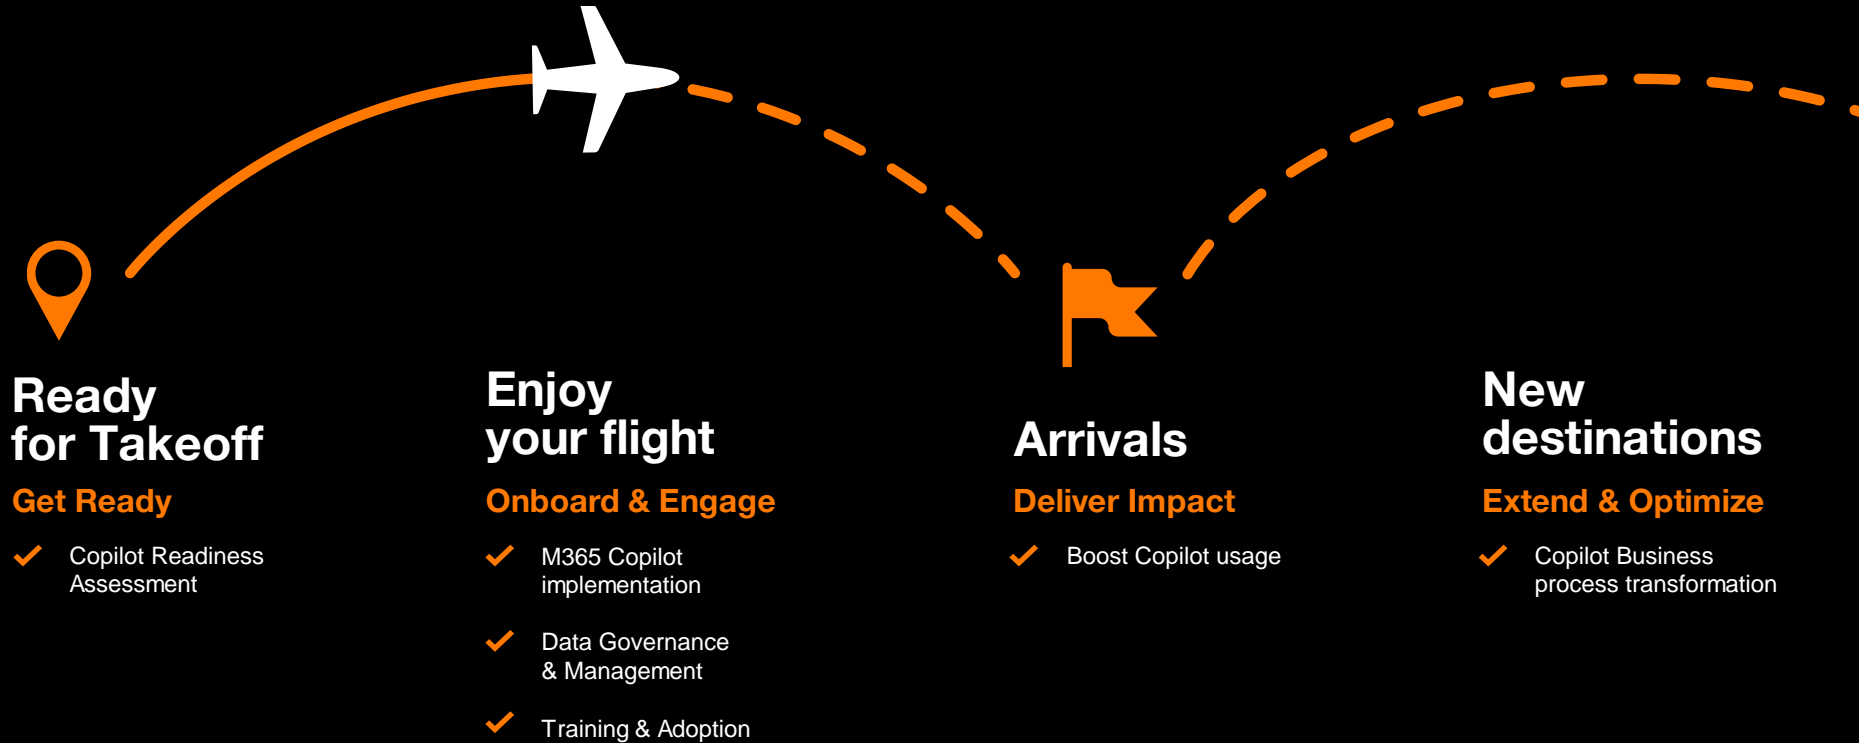 Ready
for Takeoff
Get Ready
Copilot Readiness
Assessment
Enjoy
your flight
Onboard & Engage
M365 Copilot
implementation
Data Governance
& Management
Training & Adoption
Arrivals
Deliver Impact
Boost Copilot usage
New
destinations
Extend & Optimize
Copilot Business
process transformation